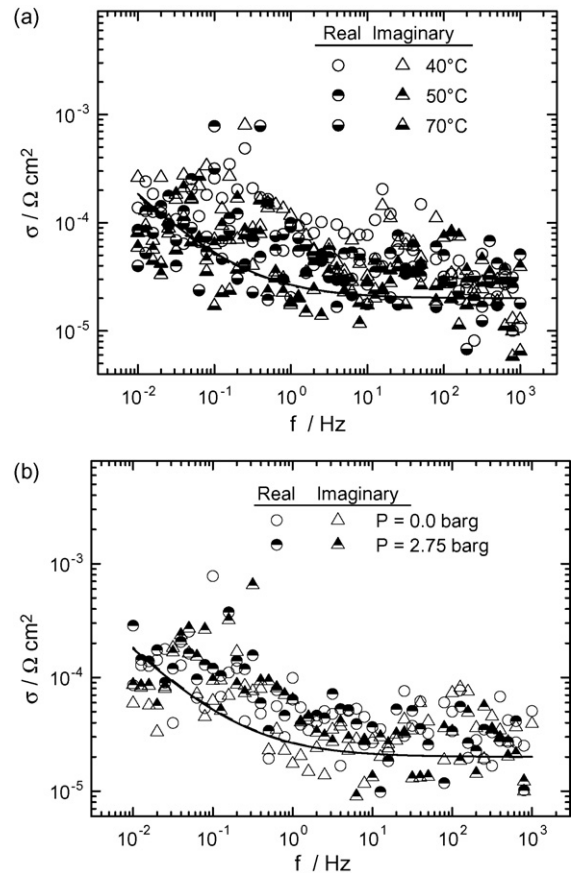 (a)
Real Imaginary
40°C
50°C
70°C
10⁻³
10⁻⁴
10⁻⁵
σ / Ω cm2
10⁻² 10⁻¹ 10⁰ 10¹ 10² 10³
f / Hz
(b)
Real Imaginary
P = 0.0 barg
P = 2.75 barg
10⁻³
10⁻⁴
10⁻⁵
σ / Ω cm2
10⁻² 10⁻¹ 10⁰ 10¹ 10² 10³
f / Hz